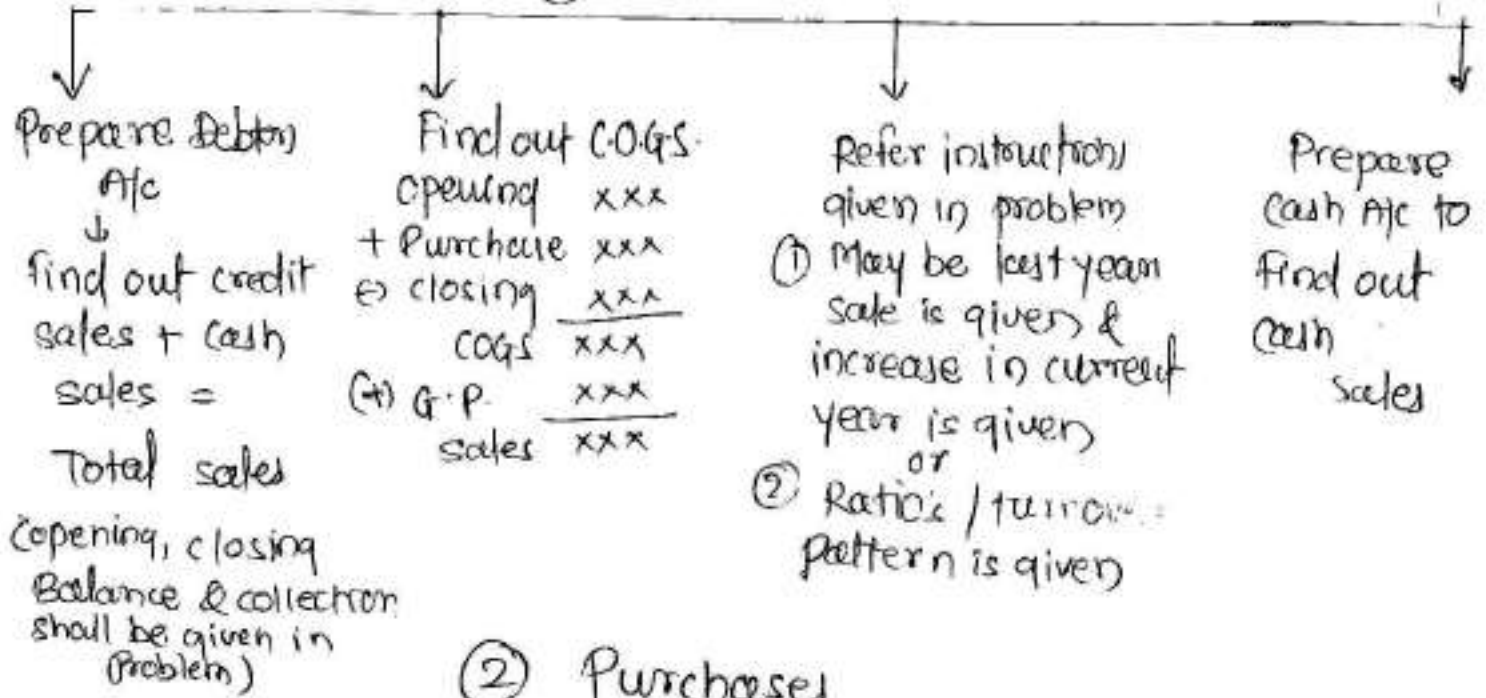 Prepare Debtors
A/c
↓
find out credit
sales + cash
sales =
Total sales
(opening, closing
Balance & collection
shall be given in
Problem)
Find out C.O.G.S.
opening xxx
+ Purchase xxx
(-) closing xxx
COGS xxx
(+) G.P. xxx
sales xxx
Refer instructions
given in problem
① May be last year
sale is given &
increase in current
year is given
or
② Ratio's /
pattern is given
Prepare
Cash A/c to
find out
cash
sales
② Purchases